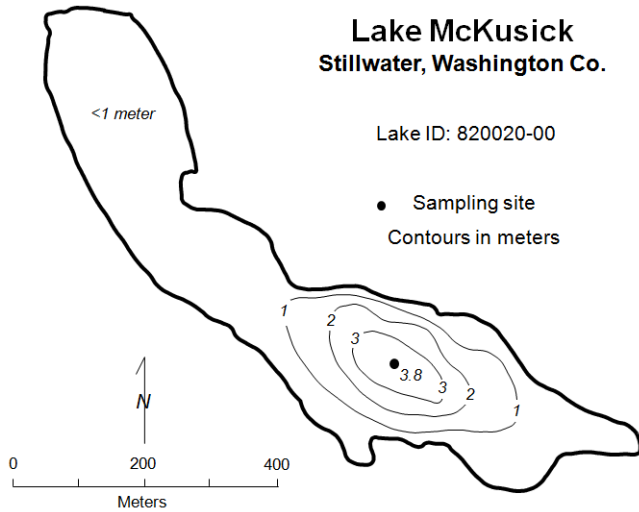 Lake McKusick
Stillwater, Washington Co.
<1 meter
Lake ID: 820020-00
Sampling site
Contours in meters
1
2
3
3.8
3
2
1
N
0 200 400
Meters